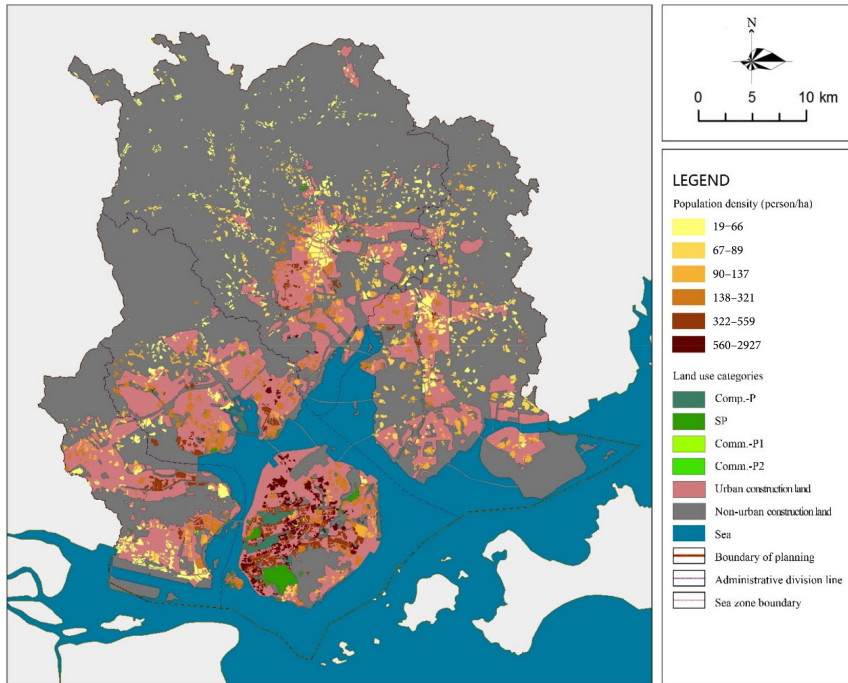 N
0 5 10 km
LEGEND
Population density (person/ha)
19–66
67–89
90–137
138–321
322–559
560–2927
Land use categories
Comp.-P
SP
Comm.-P1
Comm.-P2
Urban construction land
Non-urban construction land
Sea
Boundary of planning
Administrative division line
Sea zone boundary